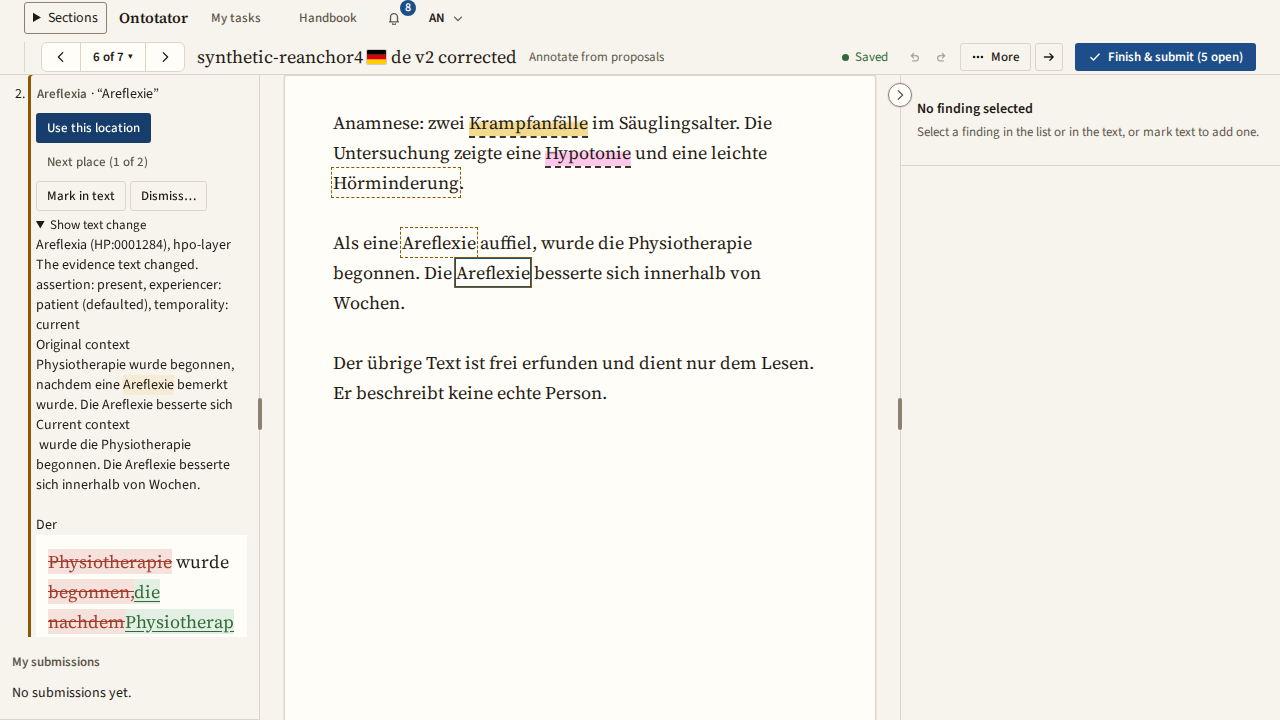 Sections Ontotator My tasks Handbook 8 AN
6 of 7 synthetic-reanchor4 de v2 corrected Annotate from proposals Saved More Finish & submit (5 open)
2. Areflexia · “Areflexie”
Use this location
Next place (1 of 2)
Mark in text Dismiss…
Show text change
Areflexia (HP:0001284), hpo-layer
The evidence text changed.
assertion: present, experiencer:
patient (defaulted), temporality:
current
Original context
Physiotherapie wurde begonnen,
nachdem eine Areflexie bemerkt
wurde. Die Areflexie besserte sich
Current context
wurde die Physiotherapie
begonnen. Die Areflexie besserte
sich innerhalb von Wochen.
Der
Physiotherapie wurde
begonnen,die
nachdemPhysiotherap
My submissions
No submissions yet.
Anamnese: zwei Krampfanfälle im Säuglingsalter. Die
Untersuchung zeigte eine Hypotonie und eine leichte
Hörminderung.
Als eine Areflexie auffiel, wurde die Physiotherapie
begonnen. Die Areflexie besserte sich innerhalb von
Wochen.
Der übrige Text ist frei erfunden und dient nur dem Lesen.
Er beschreibt keine echte Person.
No finding selected
Select a finding in the list or in the text, or mark text to add one.